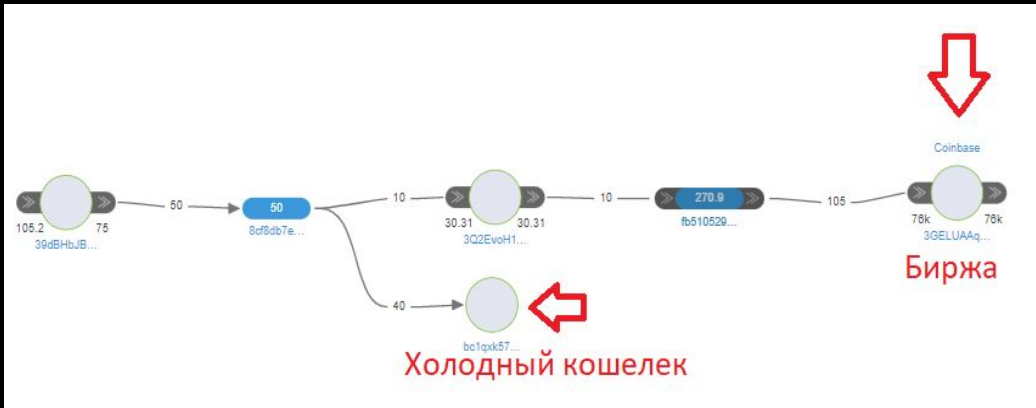 Coinbase
105.2
75
39dBHbJB...
50
50
8cf8db7e...
10
30.31
30.31
3Q2EvoH1...
10
270.9
fb510529...
105
76k
76k
3GELUAAq...
Биржа
40
bc1qxk57...
Холодный кошелек